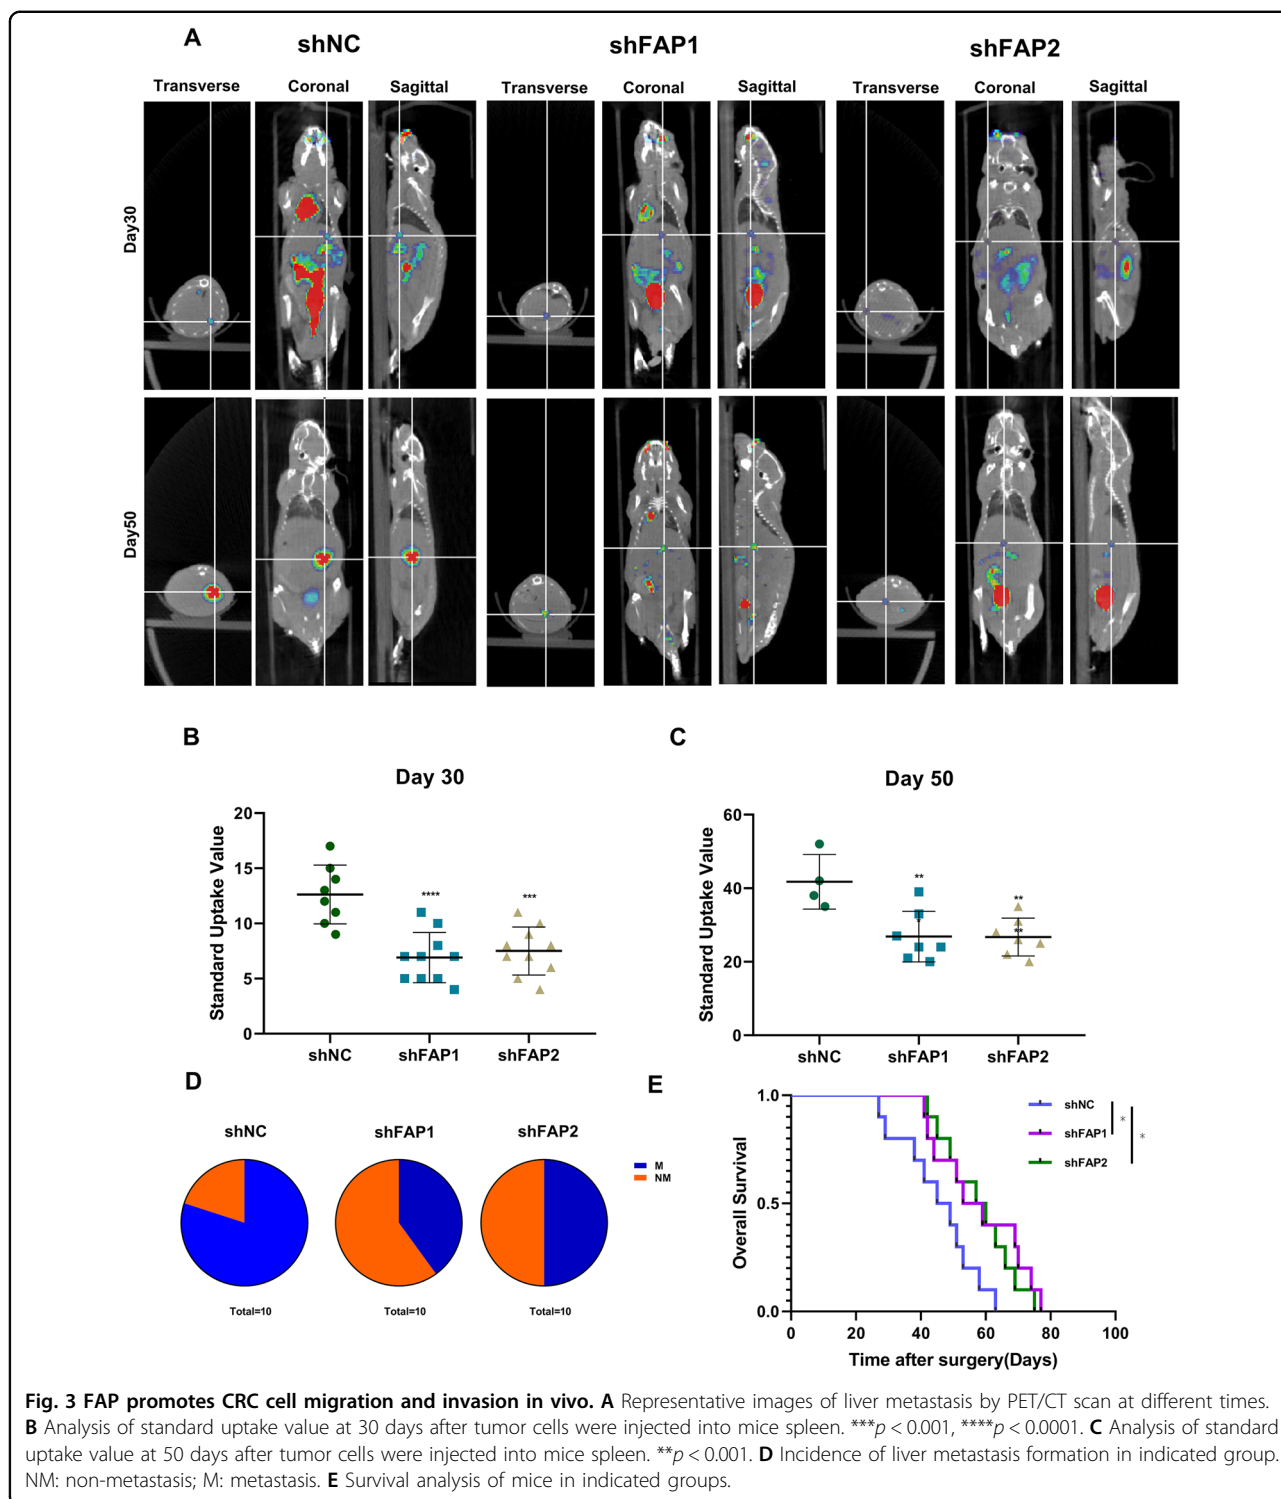 A
shNC
shFAP1
shFAP2
Transverse
Coronal
Sagittal
Transverse
Coronal
Sagittal
Transverse
Coronal
Sagittal
Day30
Day50
B
Day 30
Standard Uptake Value
20
15
10
5
0
****
***
shNC
shFAP1
shFAP2
C
Day 50
Standard Uptake Value
60
40
20
0
**
**
**
shNC
shFAP1
shFAP2
D
shNC
shFAP1
shFAP2
M
NM
Total=10
Total=10
Total=10
E
Overall Survival
1.0
0.5
0.0
0
20
40
60
80
100
Time after surgery(Days)
shNC
shFAP1
shFAP2
*
*
Fig. 3 FAP promotes CRC cell migration and invasion in vivo. A Representative images of liver metastasis by PET/CT scan at different times.
B Analysis of standard uptake value at 30 days after tumor cells were injected into mice spleen. ***p < 0.001, ****p < 0.0001. C Analysis of standard
uptake value at 50 days after tumor cells were injected into mice spleen. **p < 0.001. D Incidence of liver metastasis formation in indicated group.
NM: non-metastasis; M: metastasis. E Survival analysis of mice in indicated groups.